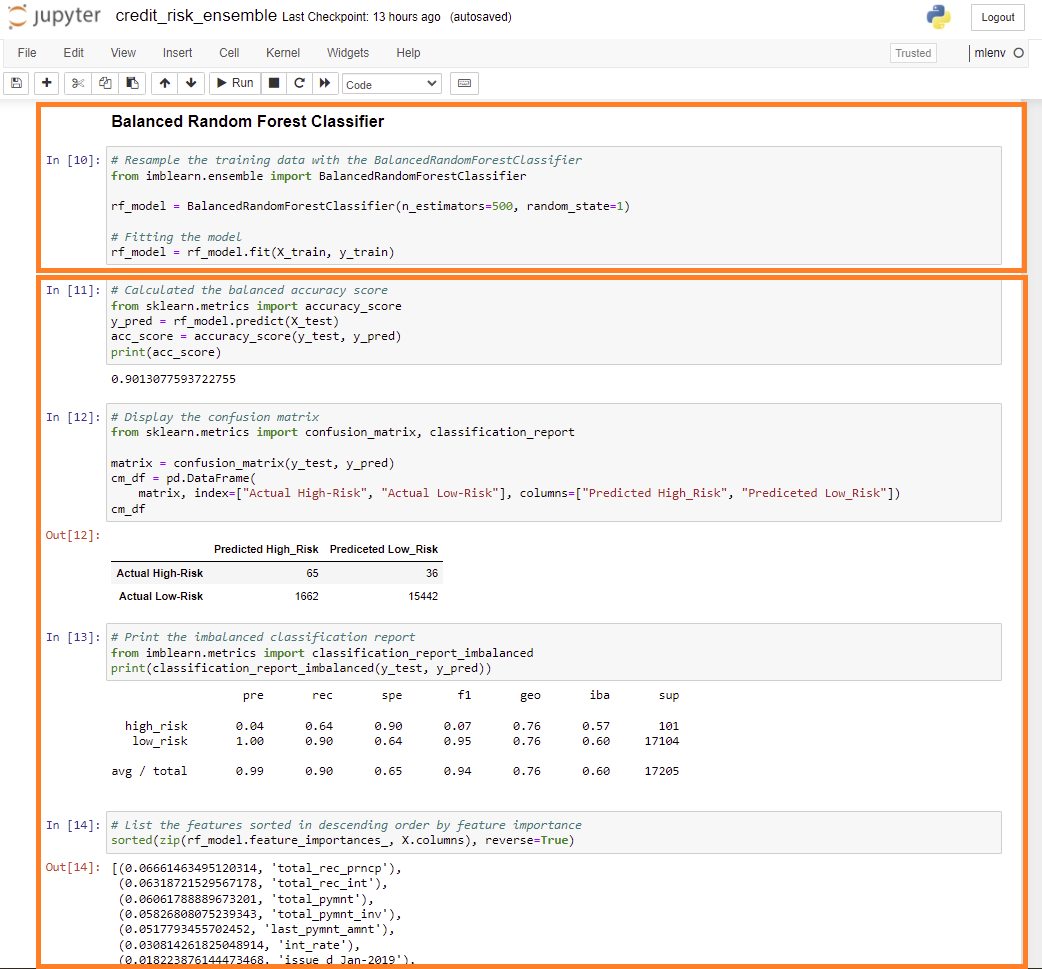 jupyter credit_risk_ensemble Last Checkpoint: 13 hours ago (autosaved) Logout
File Edit View Insert Cell Kernel Widgets Help Trusted mlenv
Run Code
Balanced Random Forest Classifier
In [10]: # Resample the training data with the BalancedRandomForestClassifier
from imblearn.ensemble import BalancedRandomForestClassifier
rf_model = BalancedRandomForestClassifier(n_estimators=500, random_state=1)
# Fitting the model
rf_model = rf_model.fit(X_train, y_train)
In [11]: # Calculated the balanced accuracy score
from sklearn.metrics import accuracy_score
y_pred = rf_model.predict(X_test)
acc_score = accuracy_score(y_test, y_pred)
print(acc_score)
0.9013077593722755
In [12]: # Display the confusion matrix
from sklearn.metrics import confusion_matrix, classification_report
matrix = confusion_matrix(y_test, y_pred)
cm_df = pd.DataFrame(
matrix, index=["Actual High-Risk", "Actual Low-Risk"], columns=["Predicted High_Risk", "Prediceted Low_Risk"])
cm_df
Out[12]:
Predicted High_Risk Prediceted Low_Risk
Actual High-Risk 65 36
Actual Low-Risk 1662 15442
In [13]: # Print the imbalanced classification report
from imblearn.metrics import classification_report_imbalanced
print(classification_report_imbalanced(y_test, y_pred))
pre rec spe f1 geo iba sup
high_risk 0.04 0.64 0.90 0.07 0.76 0.57 101
low_risk 1.00 0.90 0.64 0.95 0.76 0.60 17104
avg / total 0.99 0.90 0.65 0.94 0.76 0.60 17205
In [14]: # List the features sorted in descending order by feature importance
sorted(zip(rf_model.feature_importances_, X.columns), reverse=True)
Out[14]: [(0.06661463495120314, 'total_rec_prncp'),
(0.06318721529567178, 'total_rec_int'),
(0.06061788889673201, 'total_pymnt'),
(0.05826808075239343, 'total_pymnt_inv'),
(0.0517793455702452, 'last_pymnt_amnt'),
(0.030814261825048914, 'int_rate'),
(0.018223876144473468, 'issue_d_Jan-2019'),